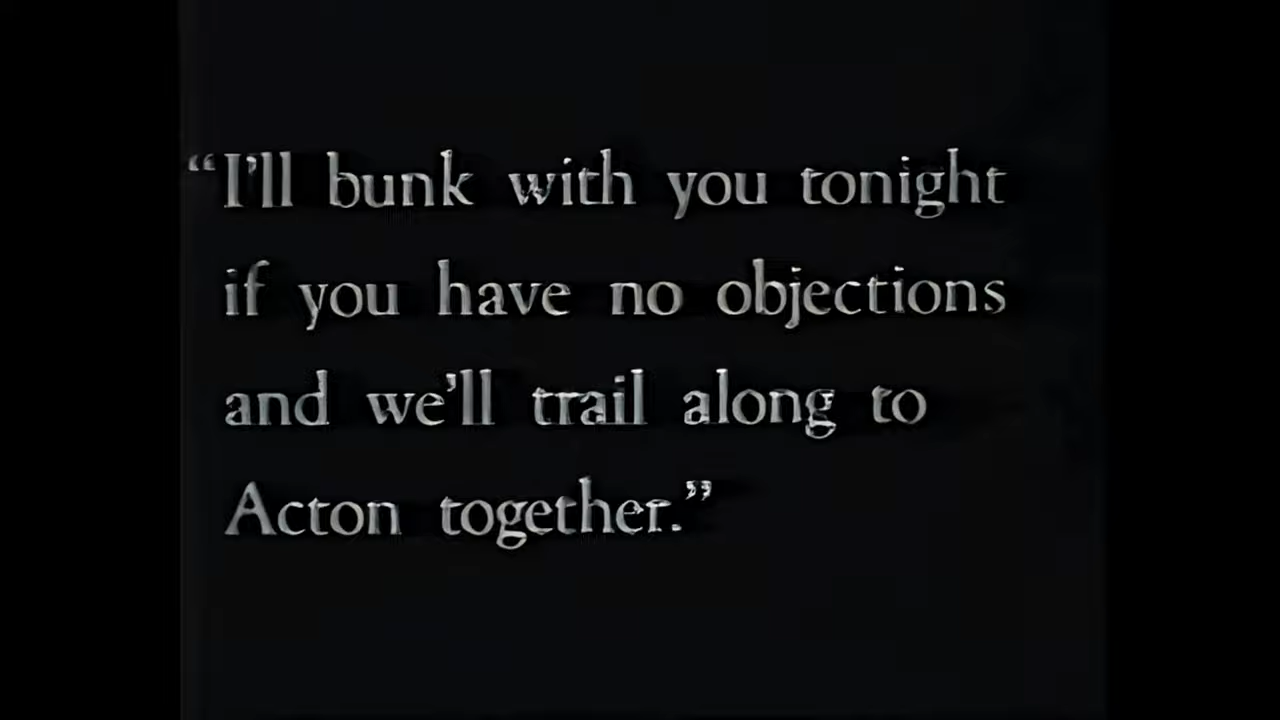 “I'll bunk with you tonight
if you have no objections
and we'll trail along to
Acton together.”